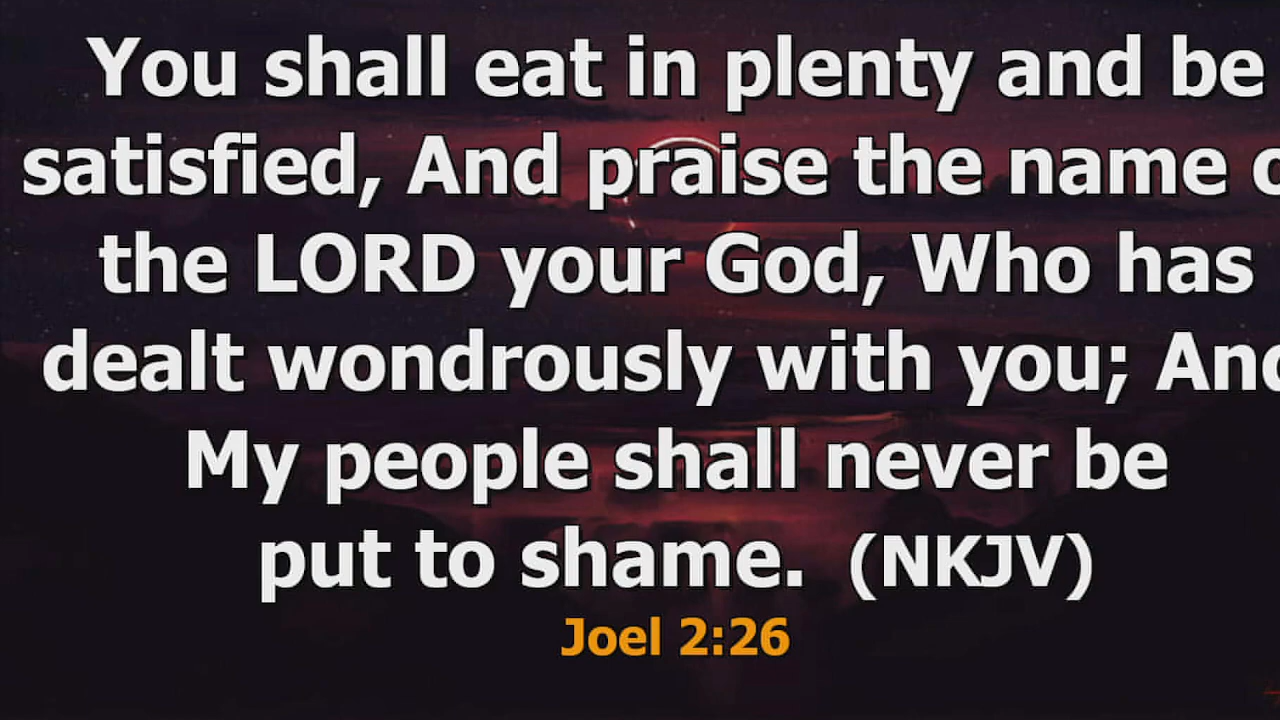 You shall eat in plenty and be
satisfied, And praise the name
the LORD your God, Who has
dealt wondrously with you; And
My people shall never be
put to shame. (NKJV)
Joel 2:26